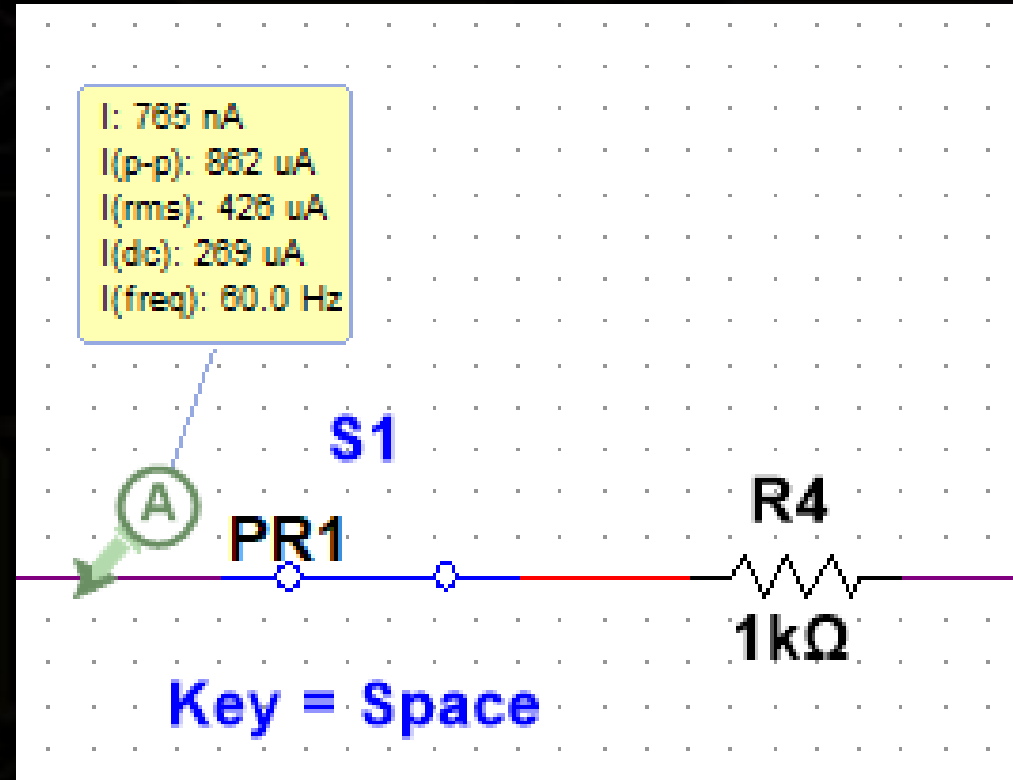 I: 765 nA
I(p-p): 862 uA
I(rms): 426 uA
I(dc): 269 uA
I(freq): 60.0 Hz
S1
A
PR1
R4
1kΩ
Key = Space